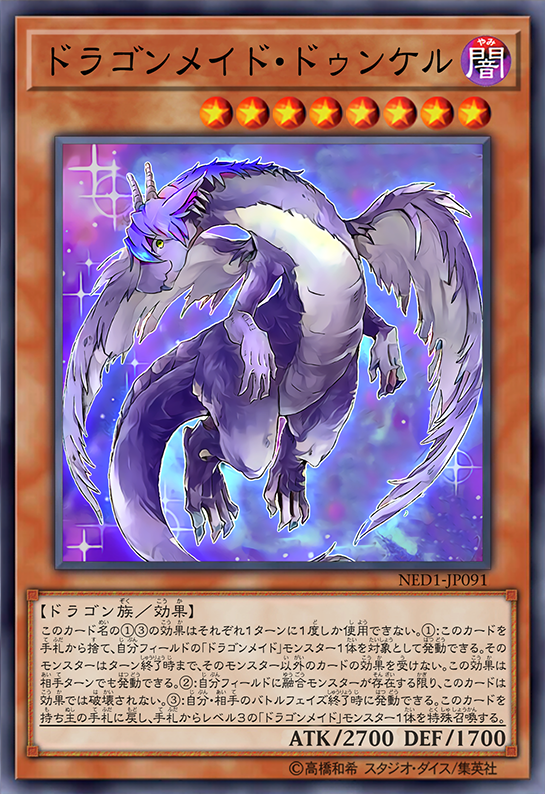 ドラゴンメイド・ドゥンケル
やみ
闇
NED1-JP091
【ドラゴン族／効果】
このカード名の①③の効果はそれぞれ1ターンに1度しか使用できない。①：このカードを
手札から捨て、自分フィールドの「ドラゴンメイド」モンスター1体を対象として発動できる。その
モンスターはターン終了時まで、そのモンスター以外のカードの効果を受けない。この効果は
相手ターンでも発動できる。②：自分フィールドに融合モンスターが存在する限り、このカードは
効果では破壊されない。③：自分・相手のバトルフェイズ終了時に発動できる。このカードを
持ち主の手札に戻し、手札からレベル3の「ドラゴンメイド」モンスター1体を特殊召喚する。
ATK/2700 DEF/1700
©高橋和希 スタジオ・ダイス/集英社